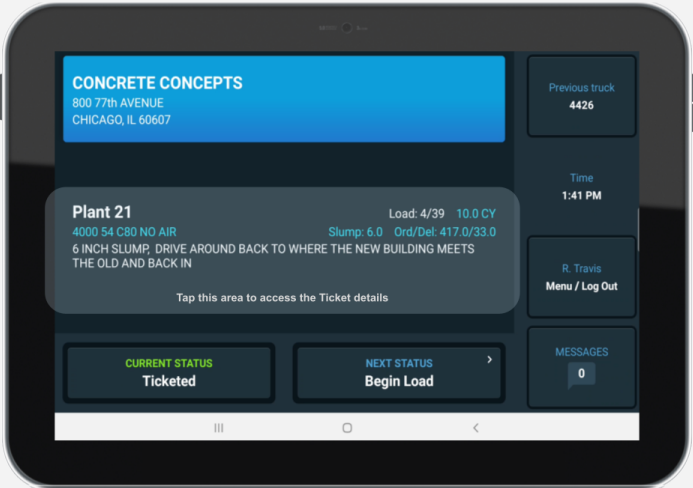 CONCRETE CONCEPTS
800 77th AVENUE
CHICAGO, IL 60607
Previous truck
4426
Time
1:41 PM
Plant 21
Load: 4/39 10.0 CY
4000 54 C80 NO AIR
Slump: 6.0 Ord/Del: 417.0/33.0
6 INCH SLUMP, DRIVE AROUND BACK TO WHERE THE NEW BUILDING MEETS
THE OLD AND BACK IN
Tap this area to access the Ticket details
R. Travis
Menu / Log Out
CURRENT STATUS
Ticketed
NEXT STATUS
Begin Load
MESSAGES
0